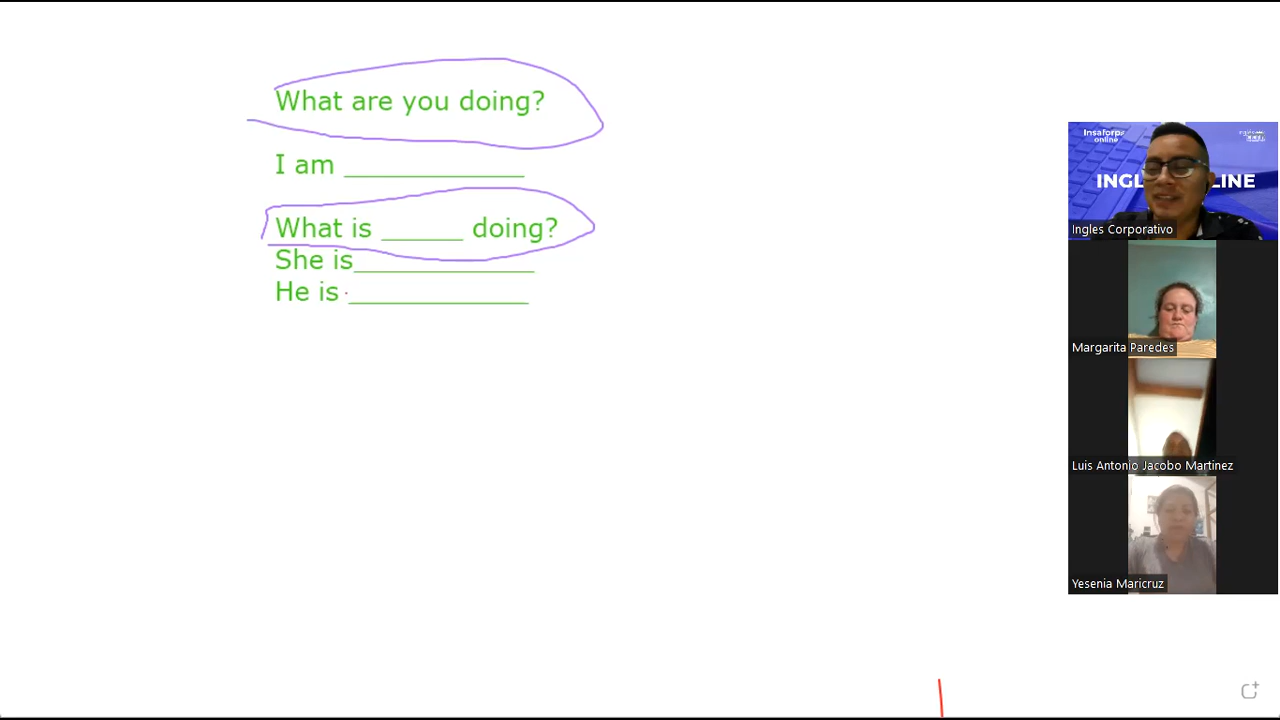 What are you doing?
I am ____________
What is _____ doing?
She is____________
He is ____________
Insaforp
online
INGL LINE
Ingles Corporativo
Margarita Paredes
Luis Antonio Jacobo Martinez
Yesenia Maricruz